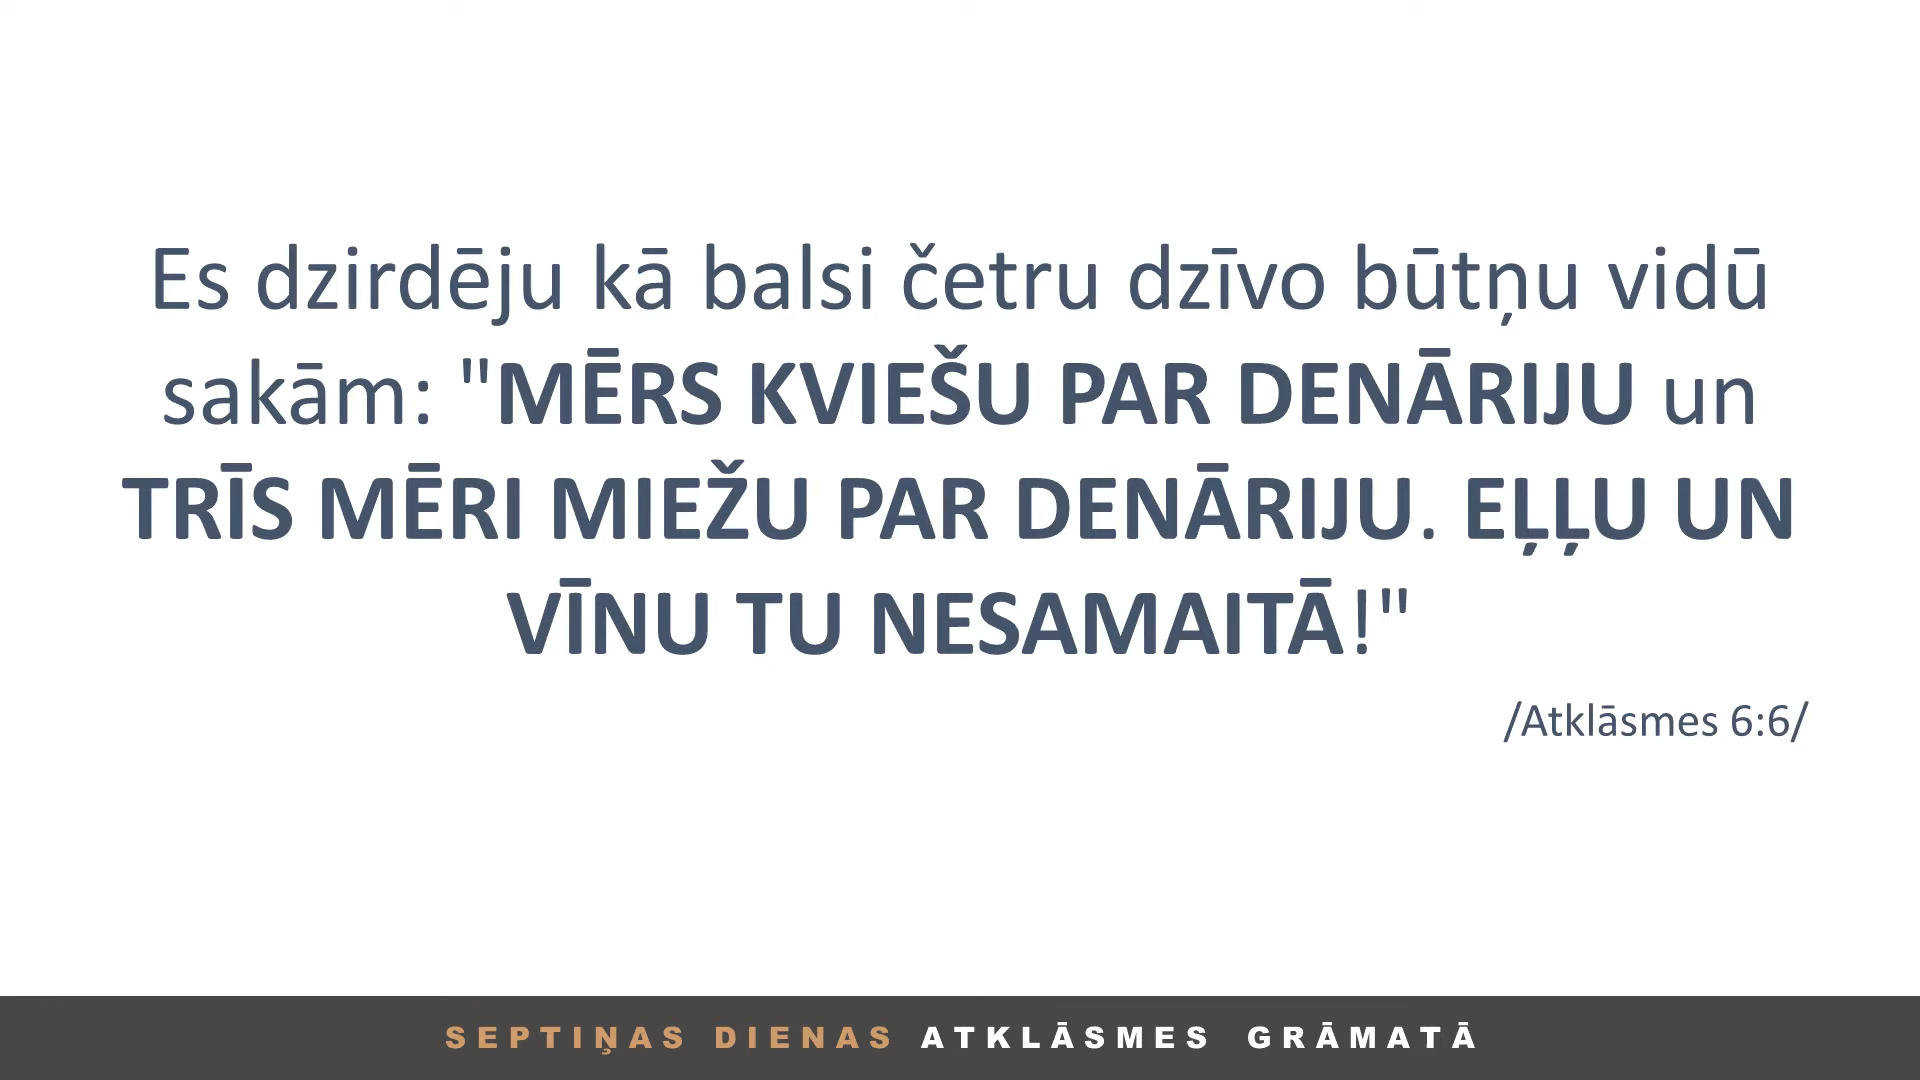 Es dzirdēju kā balsi četru dzīvo būtņu vidū
sakām: "MĒRS KVIEŠU PAR DENĀRIJU un
TRĪS MĒRI MIEŽU PAR DENĀRIJU. EĻĻU UN
VĪNU TU NESAMAITĀ!"
/Atklāsmes 6:6/
SEPTIŅAS DIENAS ATKLĀSMES GRĀMATĀ